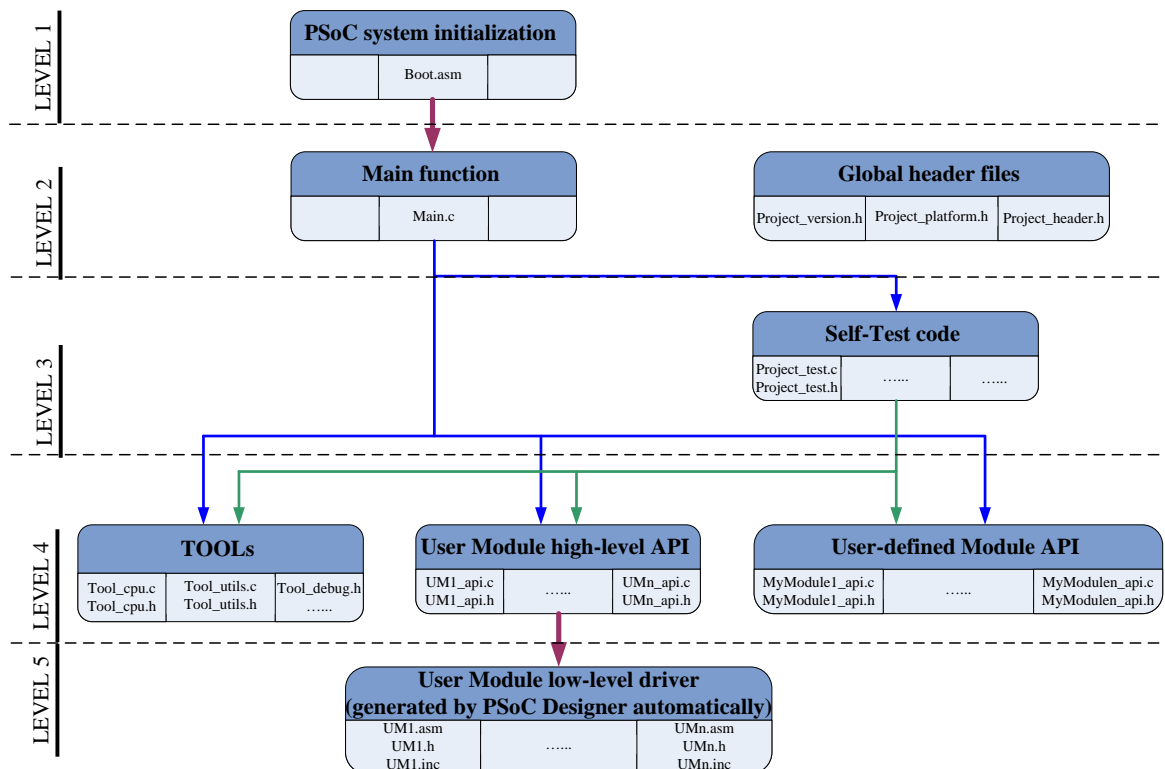 LEVEL 1
PSoC system initialization
Boot.asm
LEVEL 2
Main function
Main.c
Global header files
Project_version.h
Project_platform.h
Project_header.h
LEVEL 3
Self-Test code
Project_test.c
Project_test.h
…...
…...
LEVEL 4
TOOLs
Tool_cpu.c
Tool_cpu.h
Tool_utils.c
Tool_utils.h
Tool_debug.h
…...
User Module high-level API
UM1_api.c
UM1_api.h
…...
UMn_api.c
UMn_api.h
User-defined Module API
MyModule1_api.c
MyModule1_api.h
…...
MyModulen_api.c
MyModulen_api.h
LEVEL 5
User Module low-level driver
(generated by PSoC Designer automatically)
UM1.asm
UM1.h
UM1.inc
…...
UMn.asm
UMn.h
UMn.inc